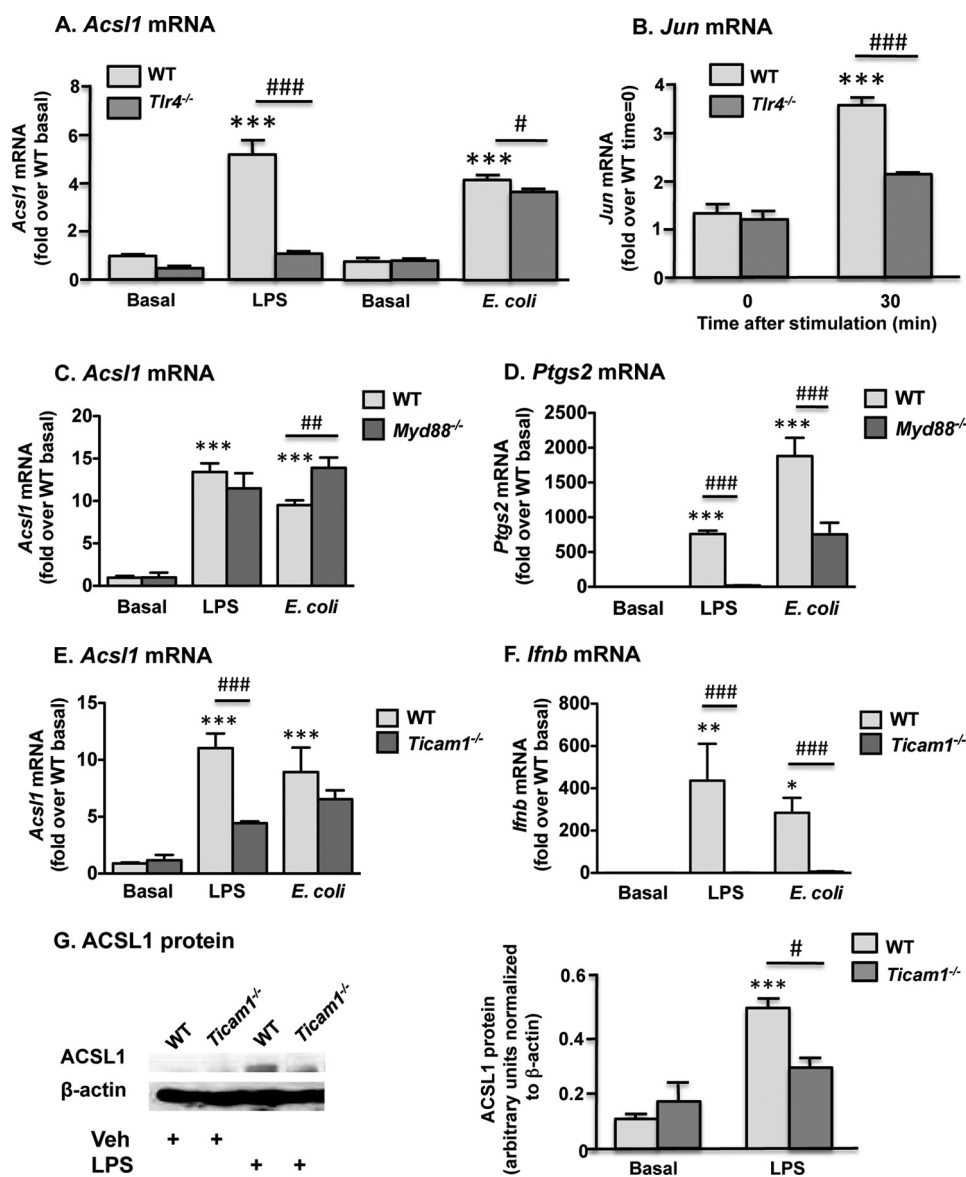 A. Acsl1 mRNA
WT
Tlr4-/-
###
***
#
***
8
6
4
2
0
Acsl1 mRNA
(fold over WT basal)
Basal
LPS
Basal
E. coli
B. Jun mRNA
WT
Tlr4-/-
###
***
4
3
2
1
0
Jun mRNA
(fold over WT time=0)
0
30
Time after stimulation (min)
C. Acsl1 mRNA
WT
Myd88-/-
***
##
***
20
15
10
5
0
Acsl1 mRNA
(fold over WT basal)
Basal
LPS
E. coli
D. Ptgs2 mRNA
WT
Myd88-/-
###
***
###
***
2500
2000
1500
1000
500
0
Ptgs2 mRNA
(fold over WT basal)
Basal
LPS
E. coli
E. Acsl1 mRNA
WT
Ticam1-/-
###
***
***
15
10
5
0
Acsl1 mRNA
(fold over WT basal)
Basal
LPS
E. coli
F. Ifnb mRNA
WT
Ticam1-/-
###
**
###
*
800
600
400
200
0
Ifnb mRNA
(fold over WT basal)
Basal
LPS
E. coli
G. ACSL1 protein
WT
Ticam1-/-
WT
Ticam1-/-
ACSL1
β-actin
Veh + +
LPS + +
WT
Ticam1-/-
#
***
0.6
0.4
0.2
0
ACSL1 protein
(arbitrary units normalized
to β-actin)
Basal
LPS